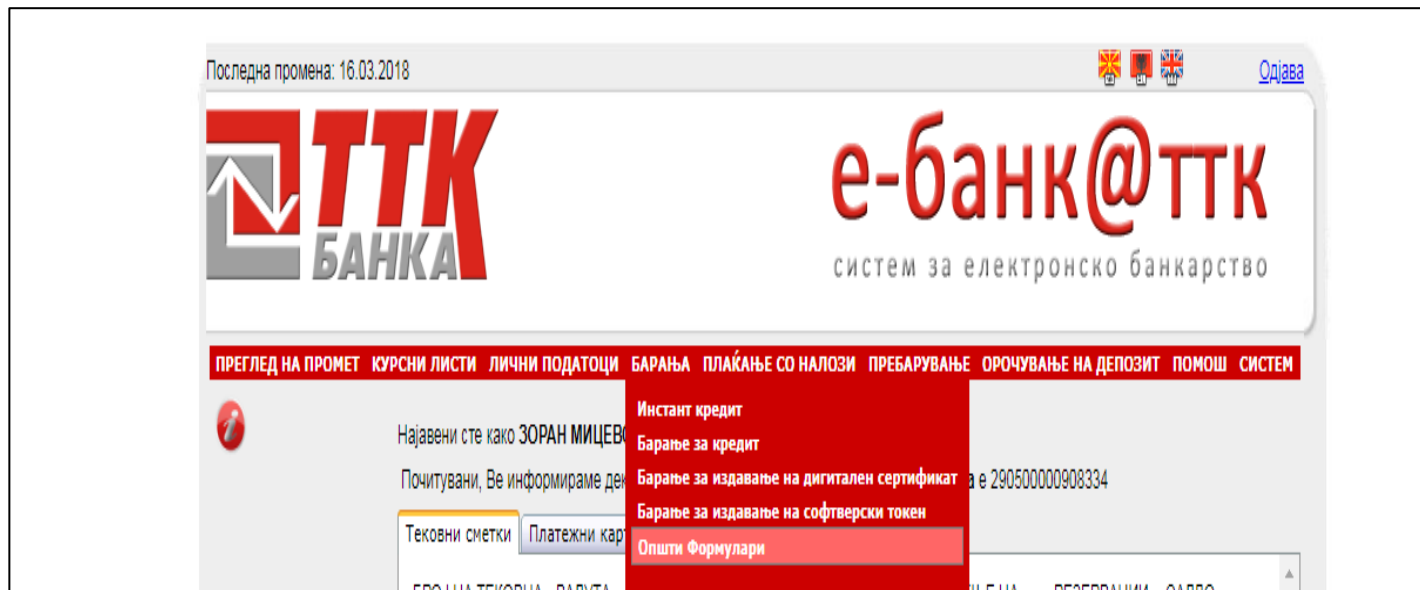 Последна промена: 16.03.2018
Одјава
ТТК
БАНКА
е-банк@ттк
систем за електронско банкарство
ПРЕГЛЕД НА ПРОМЕТ КУРСНИ ЛИСТИ ЛИЧНИ ПОДАТОЦИ БАРАЊА ПЛАЌАЊЕ СО НАЛОЗИ ПРЕБАРУВАЊЕ ОРОЧУВАЊЕ НА ДЕПОЗИТ ПОМОШ СИСТЕМ
Инстант кредит
Најавени сте како ЗОРАН
Барање за кредит
Почитувани, Ве информираме
Барање за издавање на дигитален сертификат
е 290500000908334
Барање за издавање на софтверски токен
Тековни сметки Платежни
Општи Формулари